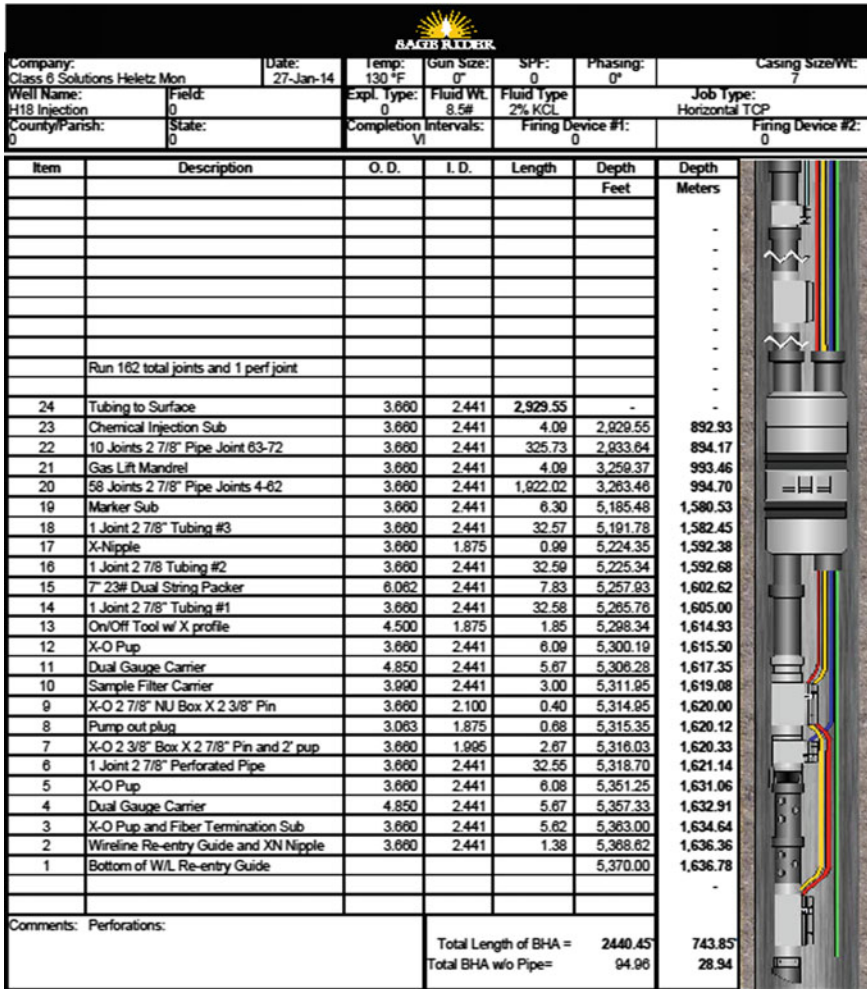 SAGE RIDER
Company: Date: Temp: Gun Size: SPF: Phasing: Casing Size/Wt:
Class 6 Solutions Heletz Mon 27-Jan-14 130 °F 0" 0 0° 7
Well Name: Field: Expl. Type: Fluid Wt. Fluid Type Job Type:
H18 Injection 0 0 8.5# 2% KCL Horizontal TCP
County/Parish: State: Completion Intervals: Firing Device #1: Firing Device #2:
0 0 VI 0 0
Item Description O. D. I. D. Length Depth Depth
Feet Meters
-
-
-
-
-
-
-
Run 162 total joints and 1 perf joint -
-
24 Tubing to Surface 3.660 2.441 2,929.55 - -
23 Chemical Injection Sub 3.660 2.441 4.09 2,929.55 892.93
22 10 Joints 2 7/8" Pipe Joint 63-72 3.660 2.441 325.73 2,933.64 894.17
21 Gas Lift Mandrel 3.660 2.441 4.09 3,259.37 993.46
20 58 Joints 2 7/8" Pipe Joints 4-62 3.660 2.441 1,922.02 3,263.46 994.70
19 Marker Sub 3.660 2.441 6.30 5,185.48 1,580.53
18 1 Joint 2 7/8" Tubing #3 3.660 2.441 32.57 5,191.78 1,582.45
17 X-Nipple 3.660 1.875 0.99 5,224.35 1,592.38
16 1 Joint 2 7/8 Tubing #2 3.660 2.441 32.59 5,225.34 1,592.68
15 7" 23# Dual String Packer 6.062 2.441 7.83 5,257.93 1,602.62
14 1 Joint 2 7/8" Tubing #1 3.660 2.441 32.58 5,265.76 1,605.00
13 On/Off Tool w/ X profile 4.500 1.875 1.85 5,298.34 1,614.93
12 X-O Pup 3.660 2.441 6.09 5,300.19 1,615.50
11 Dual Gauge Carrier 4.850 2.441 5.67 5,306.28 1,617.35
10 Sample Filter Carrier 3.990 2.441 3.00 5,311.95 1,619.08
9 X-O 2 7/8" NU Box X 2 3/8" Pin 3.660 2.100 0.40 5,314.95 1,620.00
8 Pump out plug 3.063 1.875 0.68 5,315.35 1,620.12
7 X-O 2 3/8" Box X 2 7/8" Pin and 2' pup 3.660 1.995 2.67 5,316.03 1,620.33
6 1 Joint 2 7/8" Perforated Pipe 3.660 2.441 32.55 5,318.70 1,621.14
5 X-O Pup 3.660 2.441 6.08 5,351.25 1,631.06
4 Dual Gauge Carrier 4.850 2.441 5.67 5,357.33 1,632.91
3 X-O Pup and Fiber Termination Sub 3.660 2.441 5.62 5,363.00 1,634.64
2 Wireline Re-entry Guide and XN Nipple 3.660 2.441 1.38 5,368.62 1,636.36
1 Bottom of W/L Re-entry Guide 5,370.00 1,636.78
-
Comments: Perforations:
Total Length of BHA = 2440.45' 743.85'
Total BHA w/o Pipe= 94.96 28.94